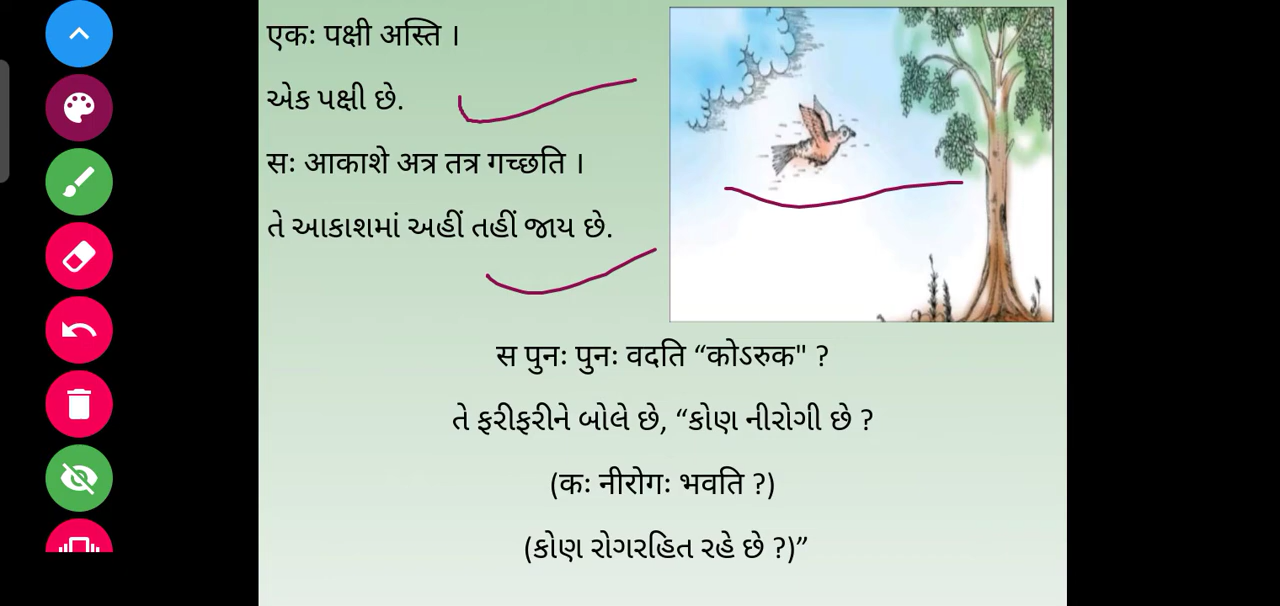 एकः पक्षी अस्ति ।
એક પક્ષી છે.
सः आकाशे अत्र तत्र गच्छति ।
તે આકાશમાં અહીં તહીં જાય છે.
स पुनः पुनः वदति “कोऽरुक" ?
તે ફરીફરીને બોલે છે, “કોણ નીરોગી છે ?
(कः नीरोगः भवति ?)
(કોણ રોગરહિત રહે છે ?)”